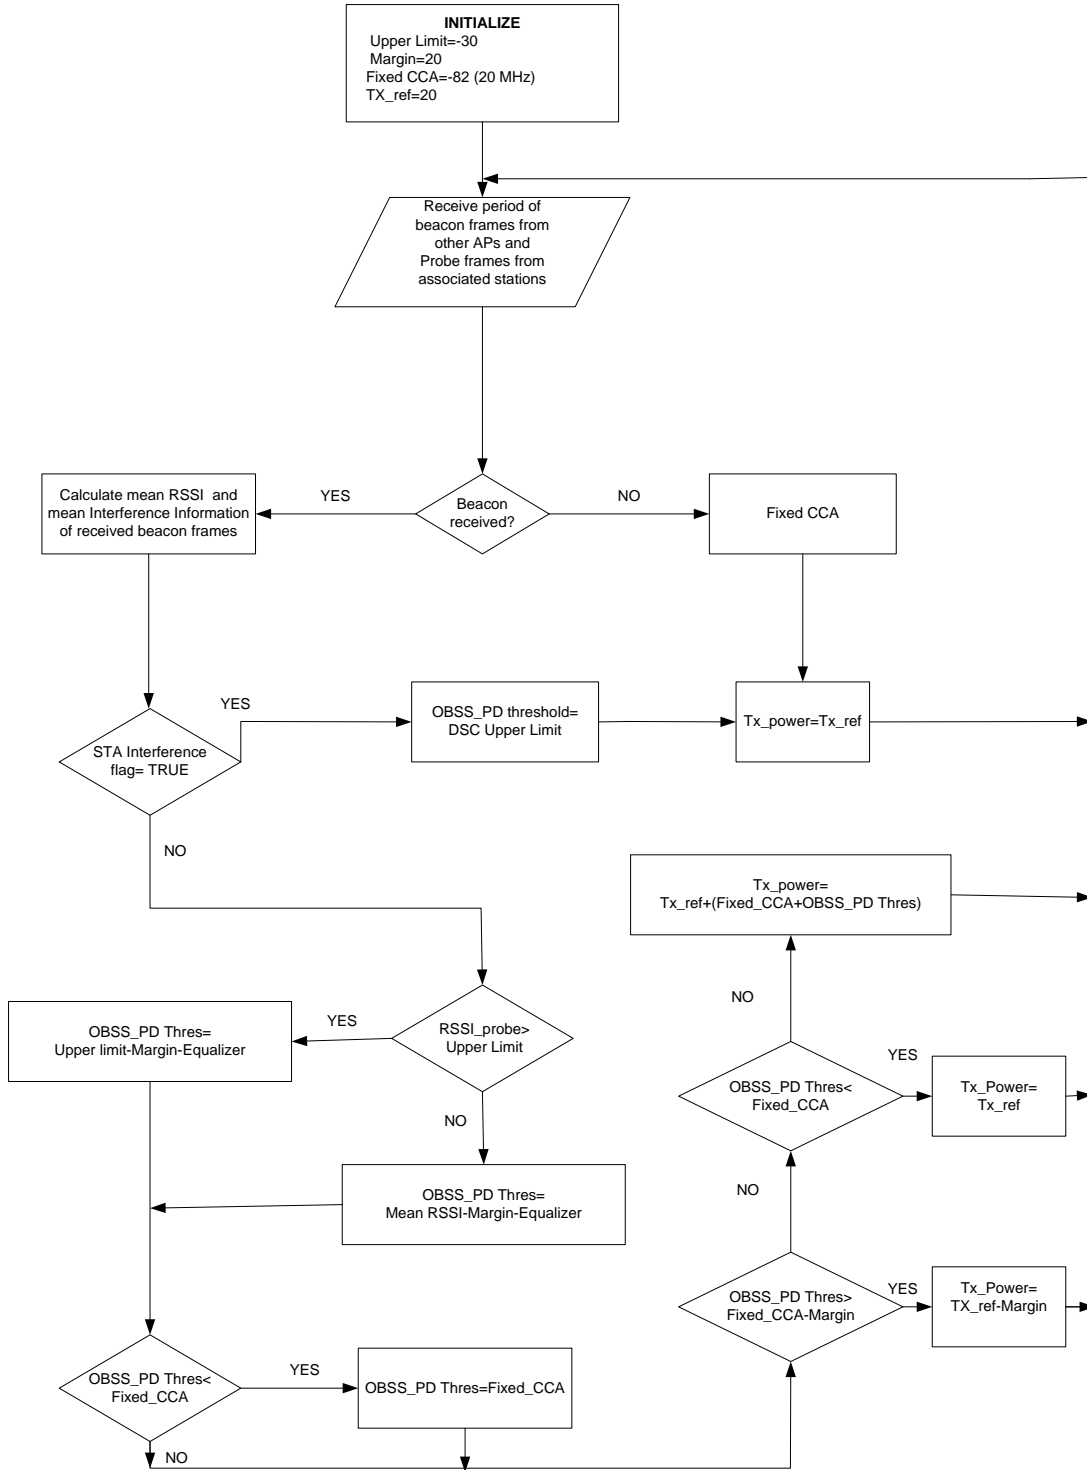 INITIALIZE
Upper Limit=-30
Margin=20
Fixed CCA=-82 (20 MHz)
TX_ref=20
Receive period of
beacon frames from
other APs and
Probe frames from
associated stations
Calculate mean RSSI and
mean Interference Information
of received beacon frames
YES
Beacon
received?
NO
Fixed CCA
STA Interference
flag= TRUE
YES
OBSS_PD threshold=
DSC Upper Limit
Tx_power=Tx_ref
NO
Tx_power=
Tx_ref+(Fixed_CCA+OBSS_PD Thres)
NO
OBSS_PD Thres=
Upper limit-Margin-Equalizer
YES
RSSI_probe>
Upper Limit
NO
OBSS_PD Thres<
Fixed_CCA
YES
Tx_Power=
Tx_ref
OBSS_PD Thres=
Mean RSSI-Margin-Equalizer
NO
OBSS_PD Thres>
Fixed_CCA-Margin
YES
Tx_Power=
TX_ref-Margin
OBSS_PD Thres<
Fixed_CCA
YES
OBSS_PD Thres=Fixed_CCA
NO